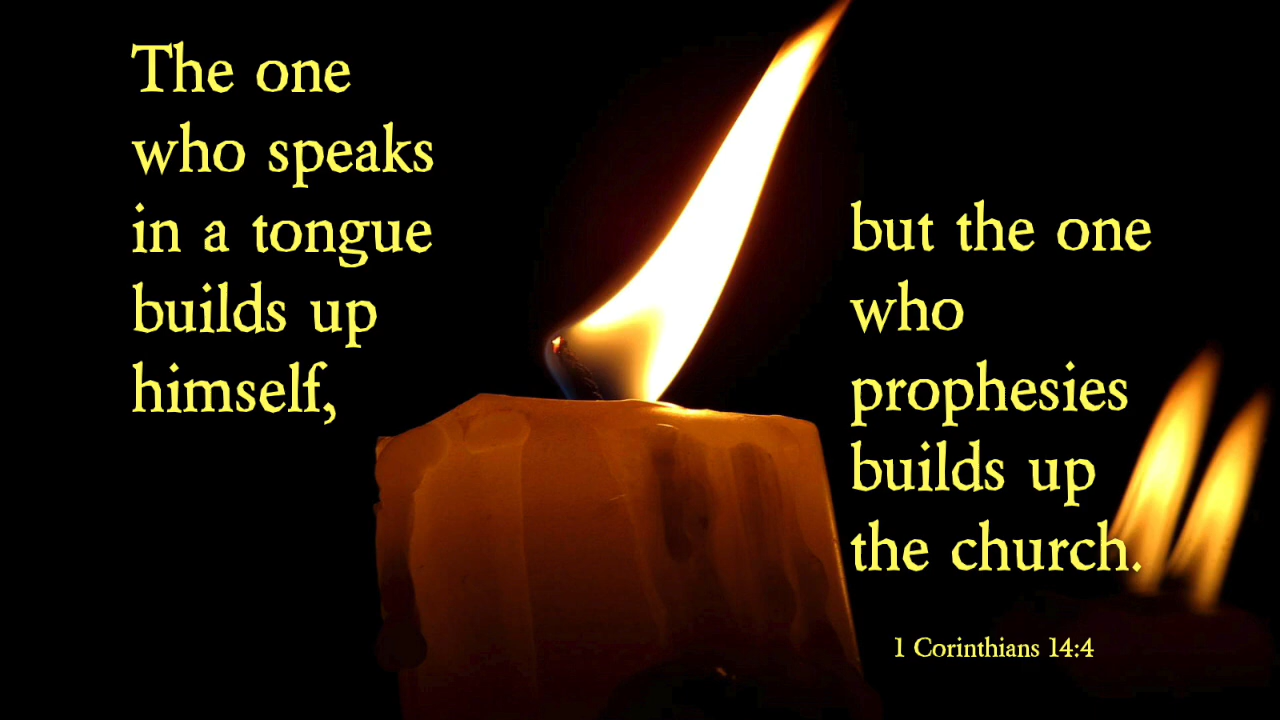 The one
who speaks
in a tongue
builds up
himself,
but the one
who
prophesies
builds up
the church.
1 Corinthians 14:4